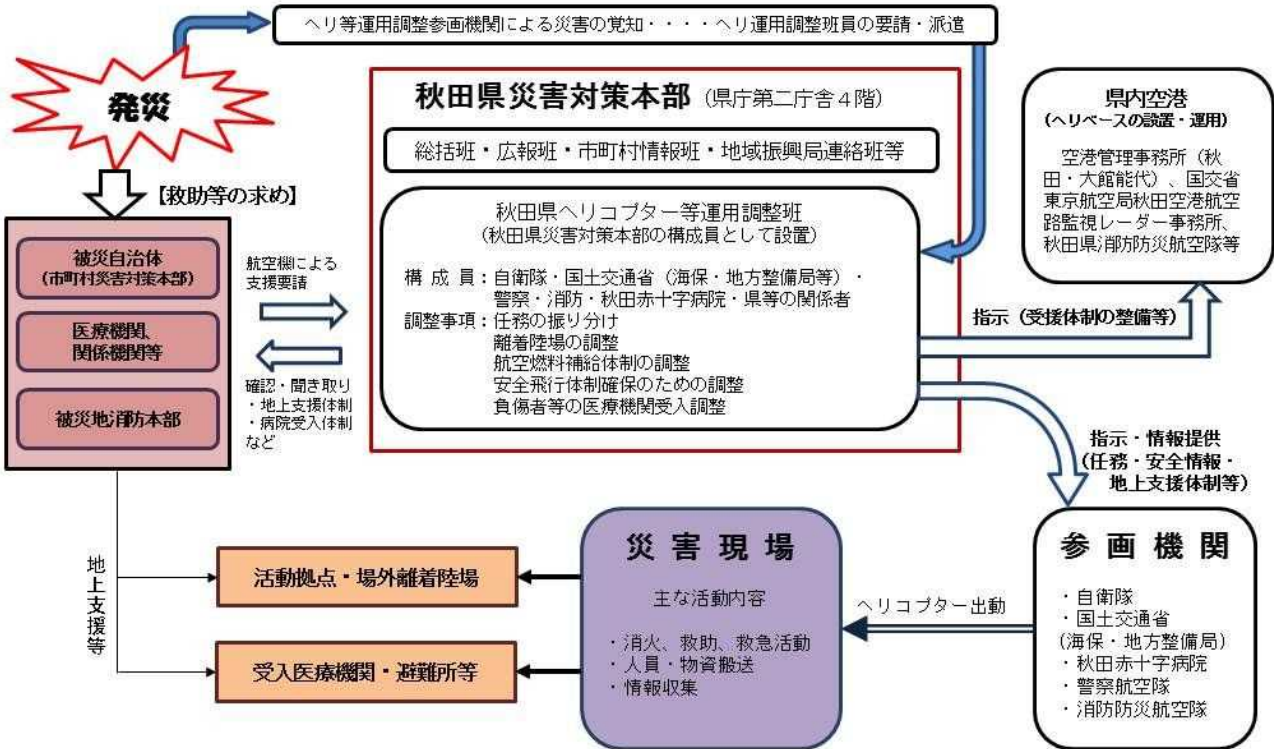 ヘリ等運用調整参画機関による災害の覚知・・・・ヘリ運用調整班員の要請・派遣
発災
【救助等の求め】
被災自治体
(市町村災害対策本部)
医療機関、
関係機関等
被災地消防本部
航空機による
支援要請
確認・聞き取り
・地上支援体制
・病院受入体制
など
秋田県災害対策本部 (県庁第二庁舎4階)
総括班・広報班・市町村情報班・地域振興局連絡班等
秋田県ヘリコプター等運用調整班
(秋田県災害対策本部の構成員として設置)
構 成 員：自衛隊・国土交通省（海保・地方整備局等）・
警察・消防・秋田赤十字病院・県等の関係者
調整事項：任務の振り分け
離着陸場の調整
航空燃料補給体制の調整
安全飛行体制確保のための調整
負傷者等の医療機関受入調整
県内空港
(ヘリベースの設置・運用)
空港管理事務所（秋
田・大館能代）、国交省
東京航空局秋田空港航空
路監視レーダー事務所、
秋田県消防防災航空隊等
指示（受援体制の整備等）
指示・情報提供
（任務・安全情報・
地上支援体制等）
参画機関
・自衛隊
・国土交通省
(海保・地方整備局)
・秋田赤十字病院
・警察航空隊
・消防防災航空隊
ヘリコプター出動
災害現場
主な活動内容
・消火、救助、救急活動
・人員・物資搬送
・情報収集
活動拠点・場外離着陸場
受入医療機関・避難所等
地上支援等